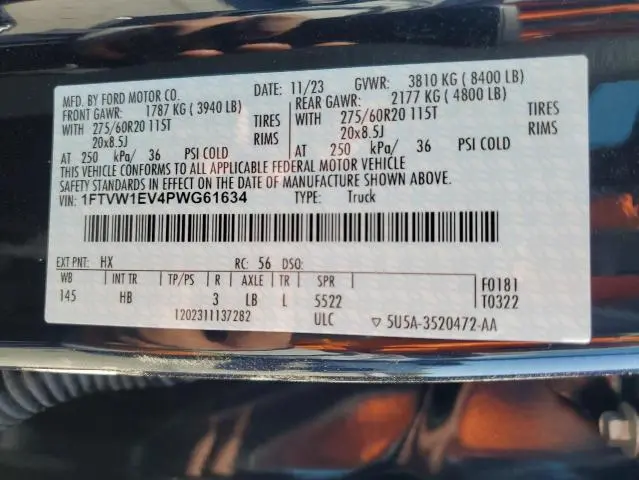 MFD. BY FORD MOTOR CO. DATE: 11/23 GVWR: 3810 KG ( 8400 LB)
FRONT GAWR: 1787 KG ( 3940 LB) REAR GAWR: 2177 KG ( 4800 LB)
WITH 275/60R20 115T TIRES WITH 275/60R20 115T TIRES
20x8.5J RIMS 20x8.5J RIMS
AT 250 kPa/ 36 PSI COLD AT 250 kPa/ 36 PSI COLD
THIS VEHICLE CONFORMS TO ALL APPLICABLE FEDERAL MOTOR VEHICLE
SAFETY STANDARDS IN EFFECT ON THE DATE OF MANUFACTURE SHOWN ABOVE.
VIN: 1FTVW1EV4PWG61634 TYPE: Truck
EXT PNT: HX RC: 56 DSO:
WB INT TR TP/PS R AXLE TR SPR F0181
145 HB 3 LB L 5522 T0322
1202311137282 ULC ▽ 5U5A-3520472-AA